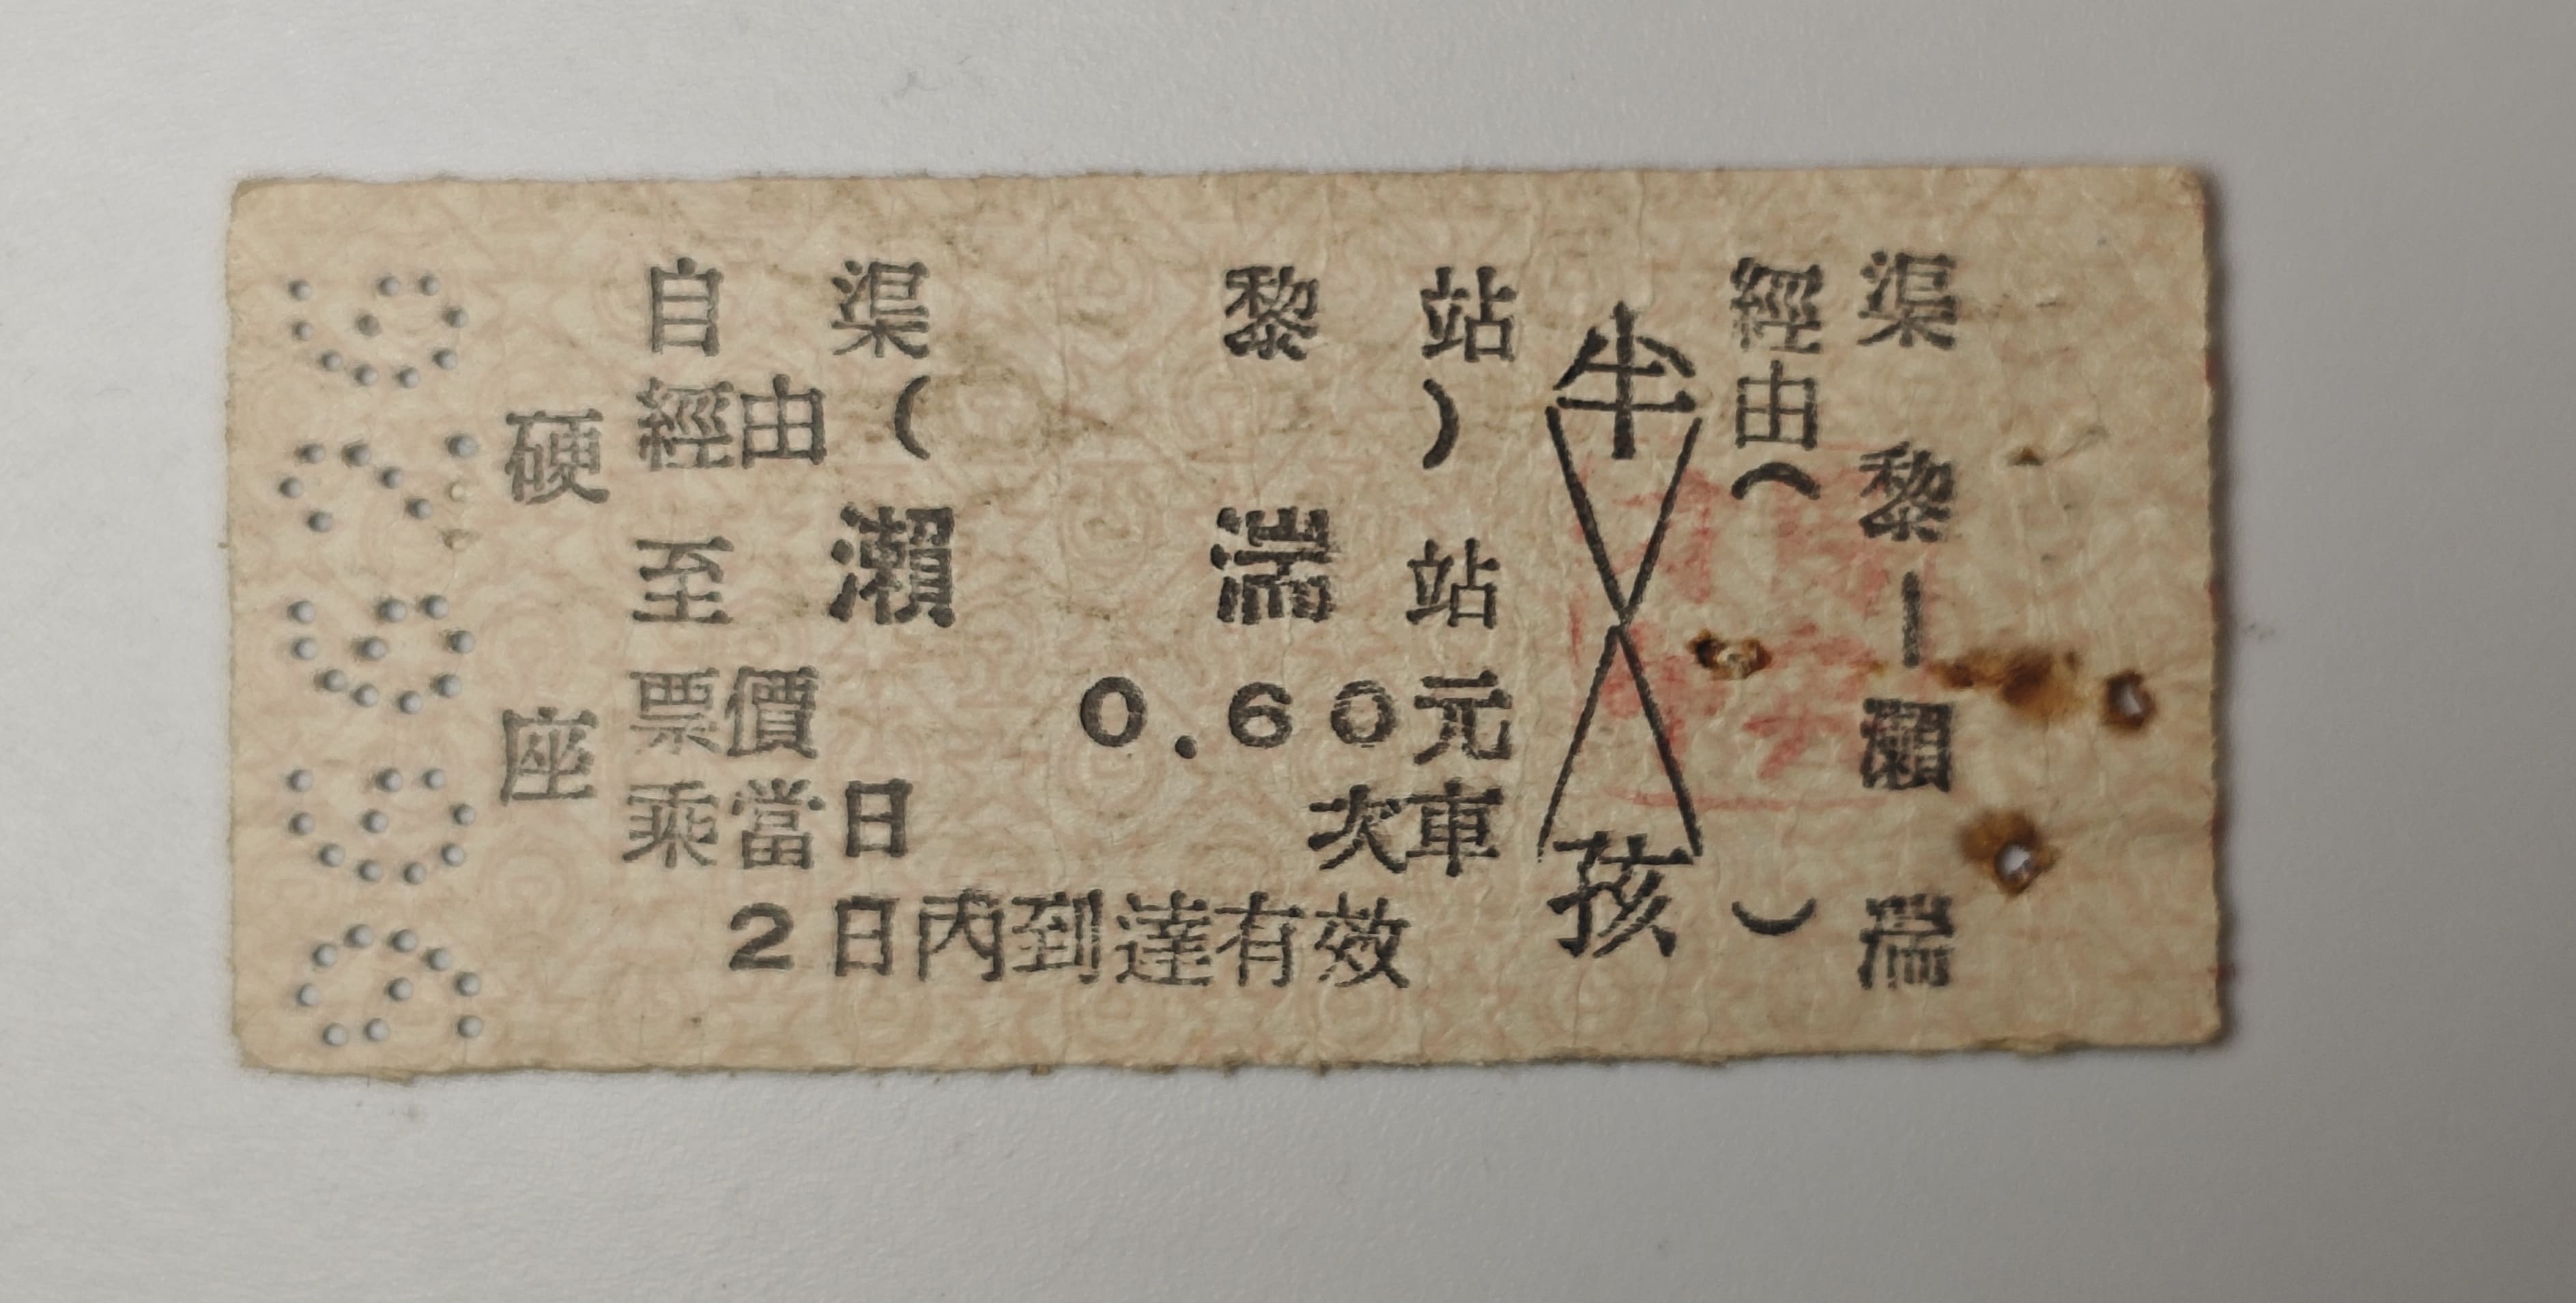 自渠黎站
經由（ ）
至瀨湍站
票價 0.60元
乘當日 次車
2日內到達有效
硬座
半孩
經由（ ）
渠黎—瀨湍